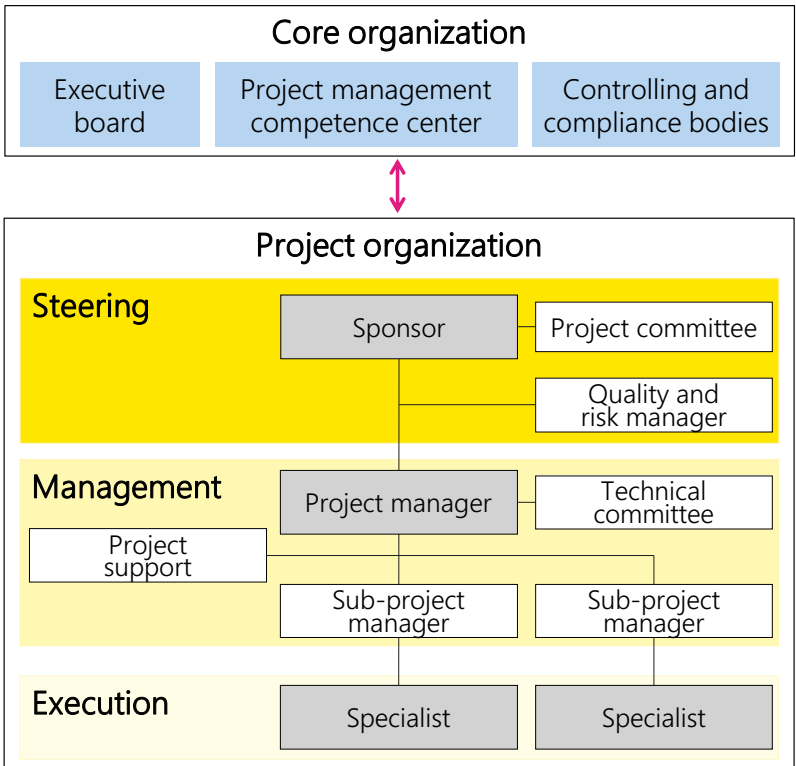 Core organization
Executive
board
Project management
competence center
Controlling and
compliance bodies
Project organization
Steering
Sponsor
Project committee
Quality and
risk manager
Management
Project manager
Technical
committee
Project
support
Sub-project
manager
Sub-project
manager
Execution
Specialist
Specialist